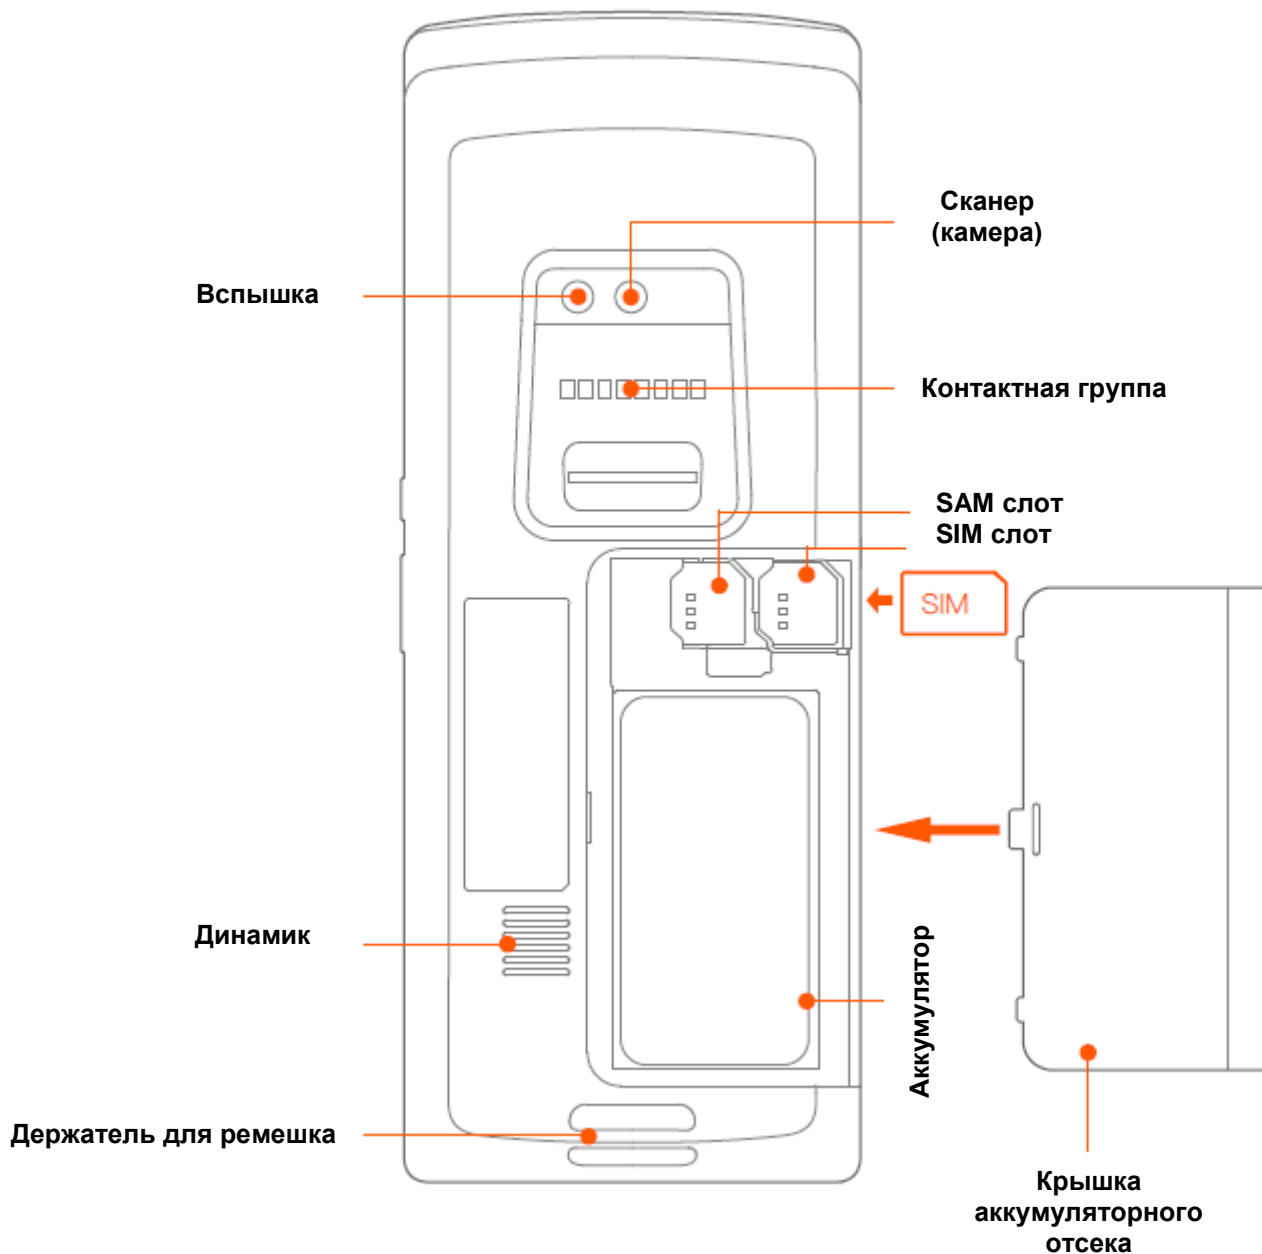 Сканер
(камера)
Вспышка
Контактная группа
SAM слот
SIM слот
SIM
Динамик
Аккумулятор
Держатель для ремешка
Крышка
аккумуляторного
отсека